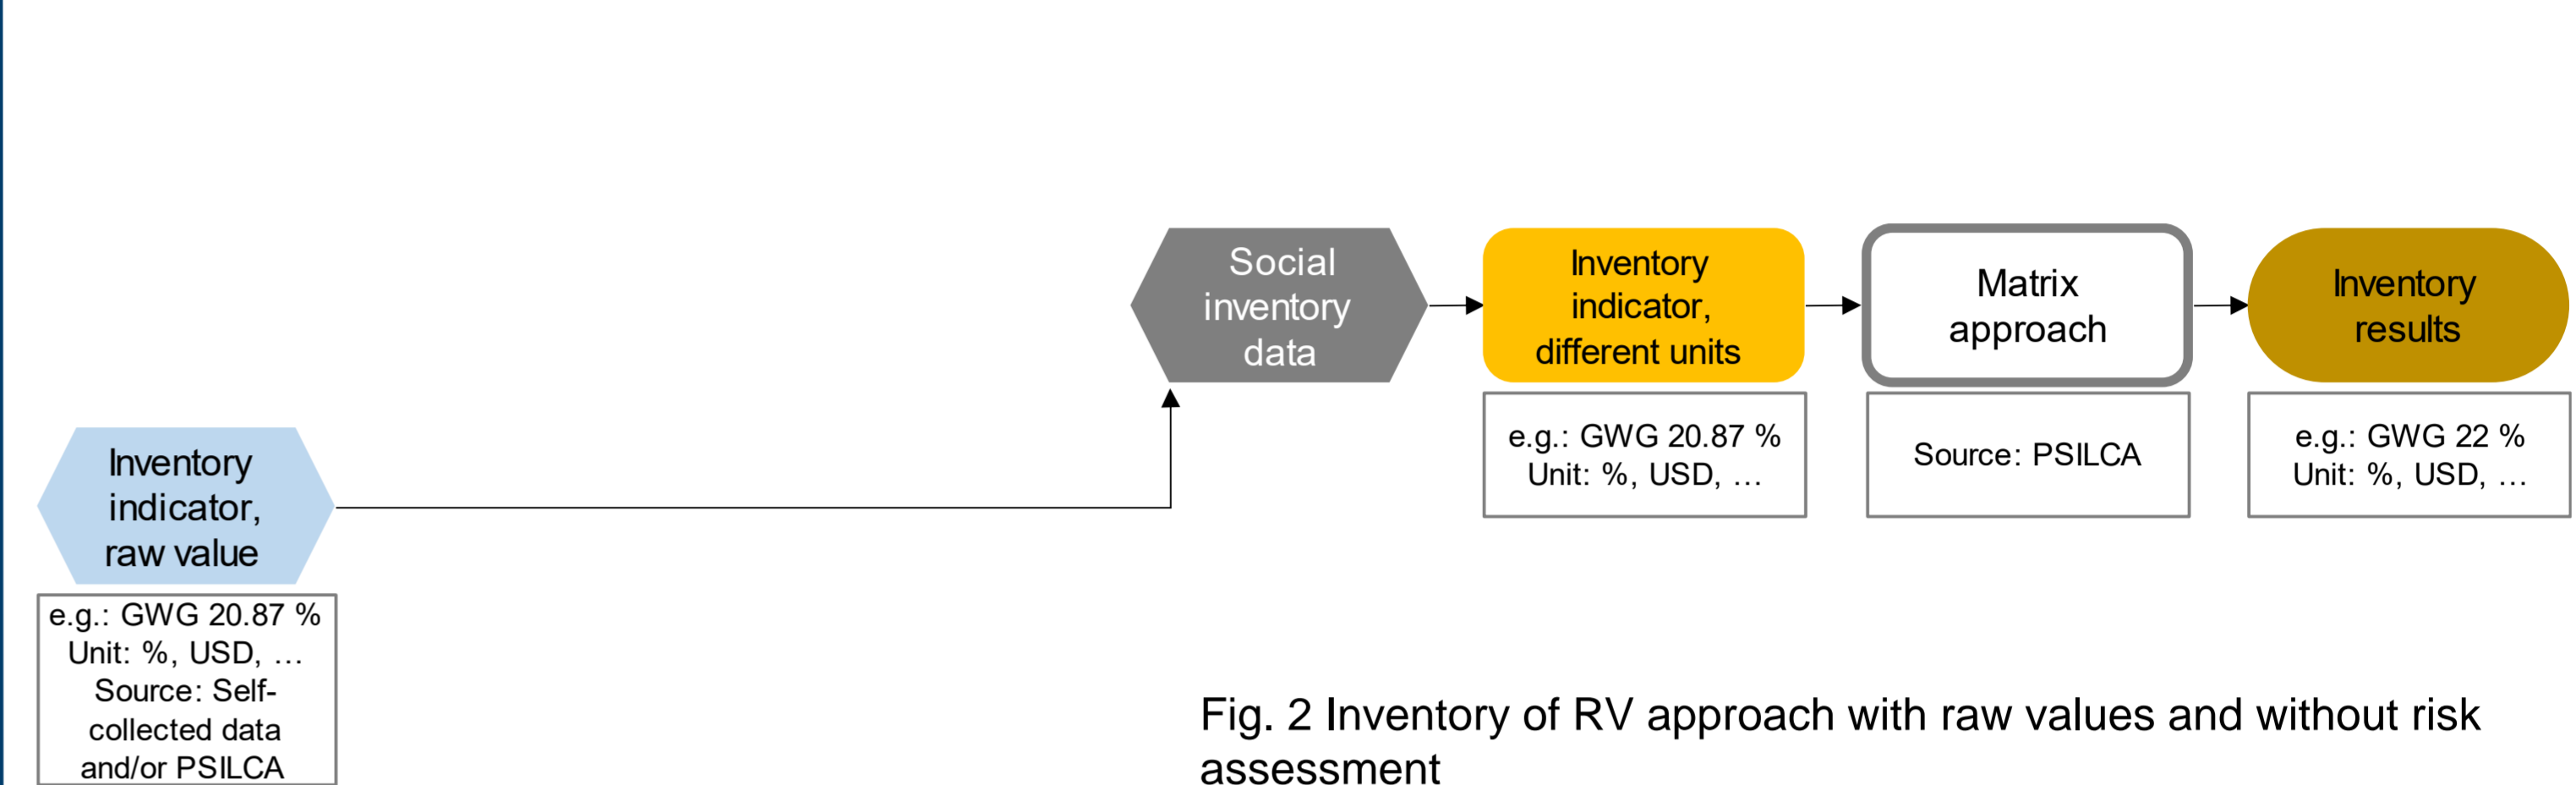 Social
inventory
data
Inventory
indicator,
different units
Matrix
approach
Inventory
results
e.g.: GWG 20.87 %
Unit: %, USD, …
Source: PSILCA
e.g.: GWG 22 %
Unit: %, USD, …
Inventory
indicator,
raw value
e.g.: GWG 20.87 %
Unit: %, USD, …
Source: Self-
collected data
and/or PSILCA
Fig. 2 Inventory of RV approach with raw values and without risk
assessment